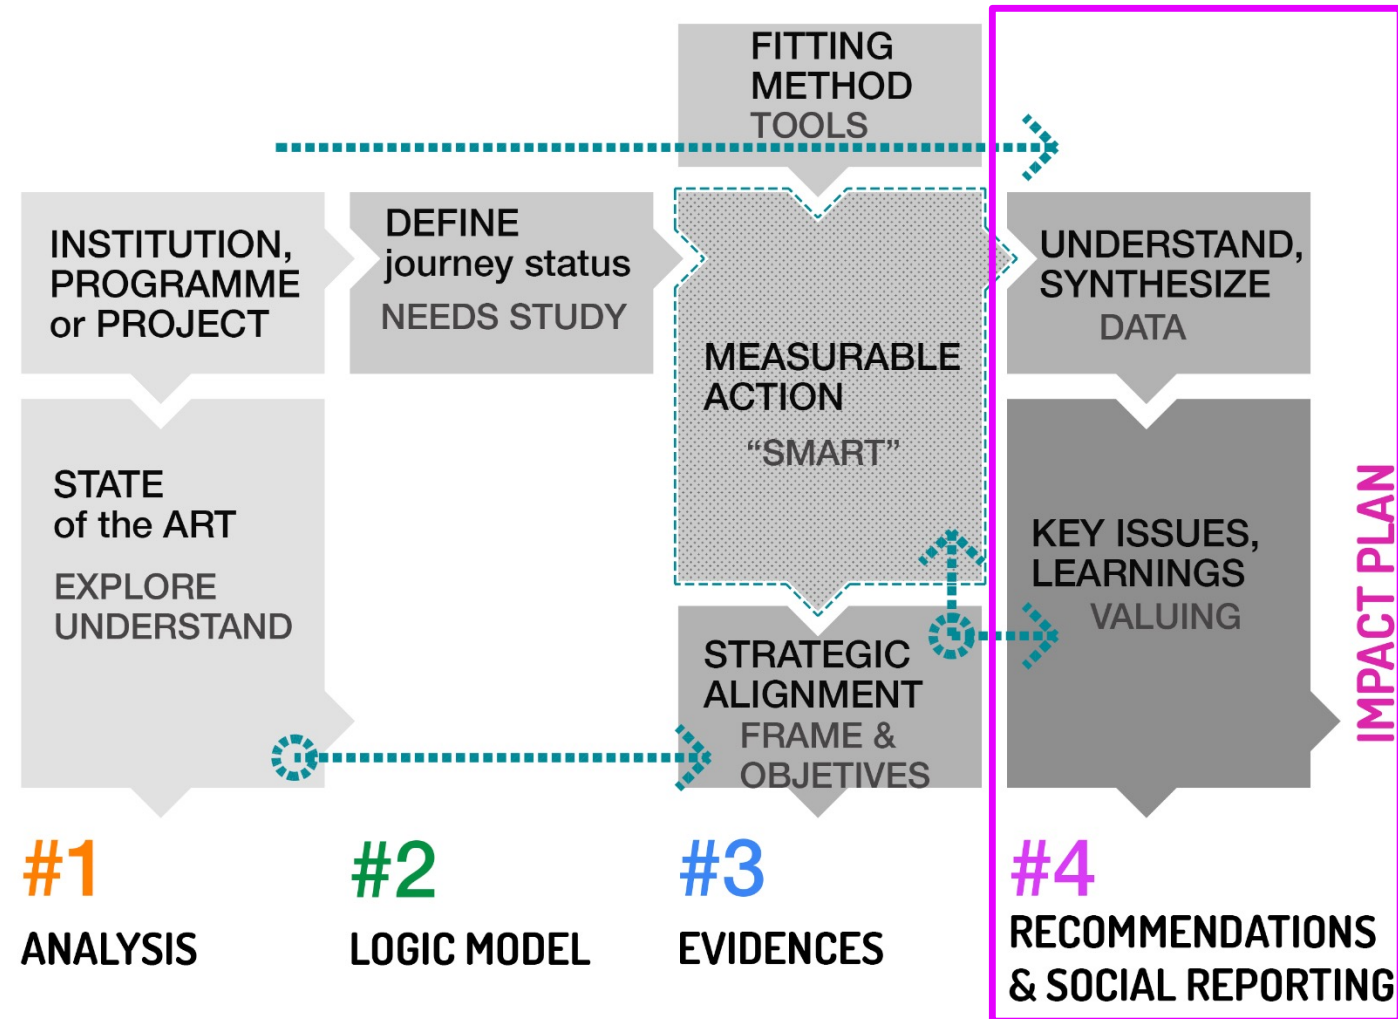 FITTING
METHOD
TOOLS
INSTITUTION,
PROGRAMME
or PROJECT
DEFINE
journey status
NEEDS STUDY
UNDERSTAND,
SYNTHESIZE
DATA
MEASURABLE
ACTION
“SMART”
STATE
of the ART
EXPLORE
UNDERSTAND
KEY ISSUES,
LEARNINGS
VALUING
IMPACT PLAN
STRATEGIC
ALIGNMENT
FRAME &
OBJETIVES
#1
ANALYSIS
#2
LOGIC MODEL
#3
EVIDENCES
#4
RECOMMENDATIONS
& SOCIAL REPORTING